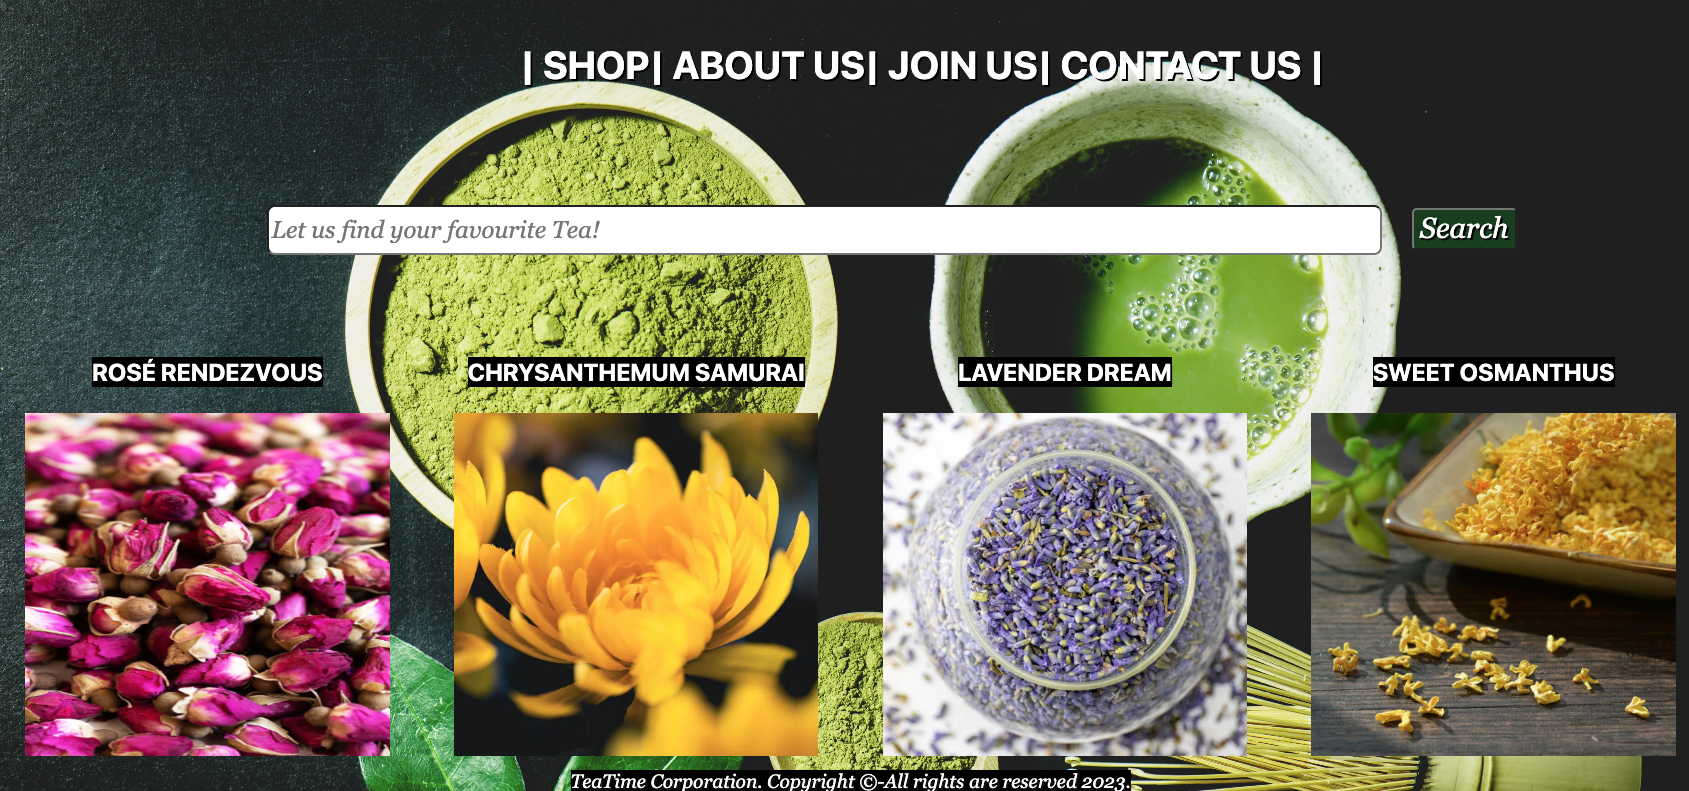 | SHOP| ABOUT US| JOIN US| CONTACT US |
Let us find your favourite Tea!
Search
ROSÉ RENDEZVOUS
CHRYSANTHEMUM SAMURAI
LAVENDER DREAM
SWEET OSMANTHUS
TeaTime Corporation. Copyright ©-All rights are reserved 2023.